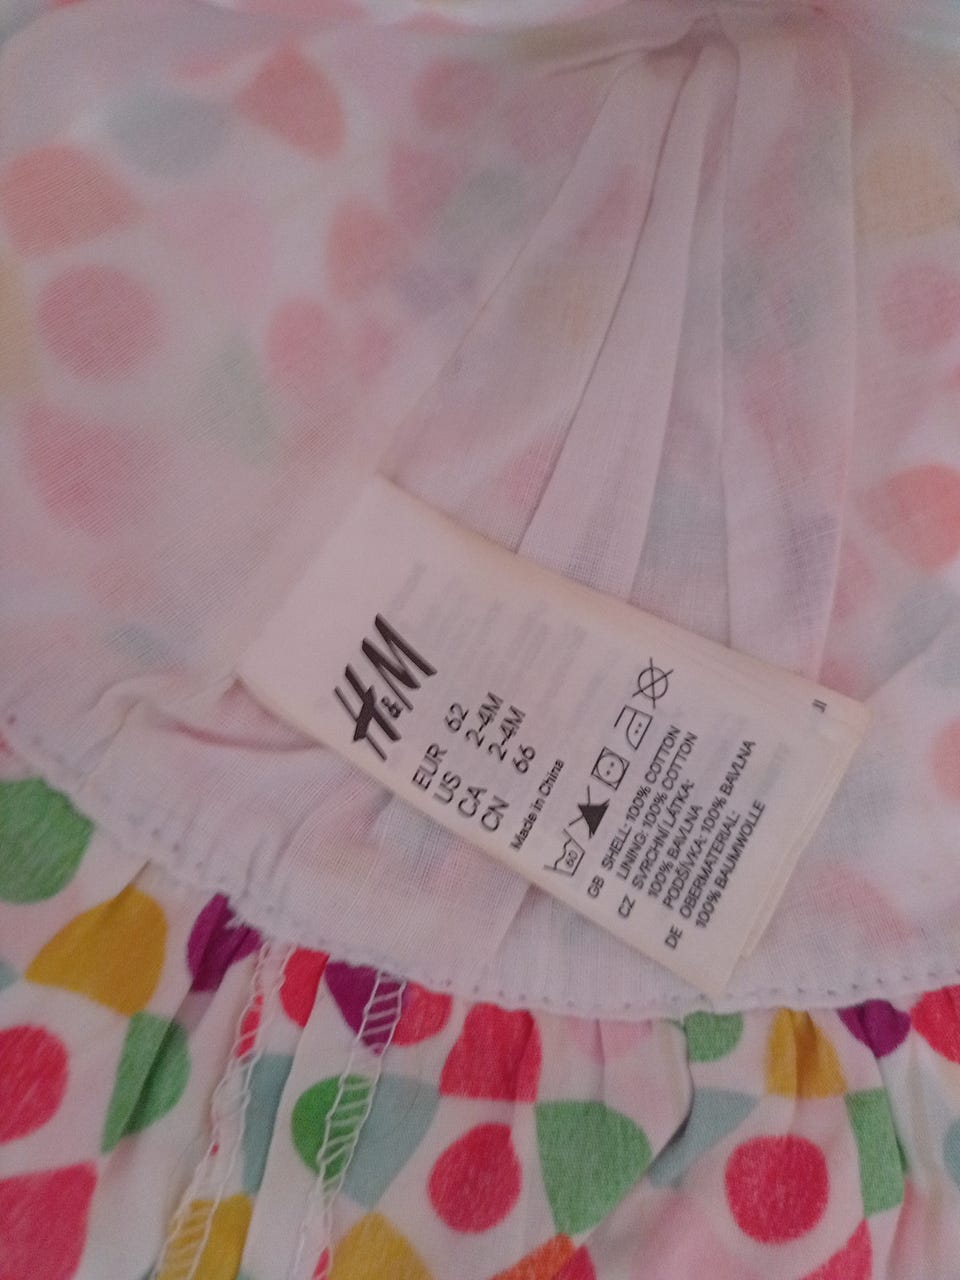 H&M
EUR 62
US 2-4M
CA 2-4M
CN 66
Made in China
60
GB SHELL: 100% COTTON
LINING: 100% COTTON
CZ SVRCHNÍ LÁTKA:
100% BAVLNA
PODŠÍVKA: 100% BAVLNA
DE OBERMATERIAL:
100% BAUMWOLLE